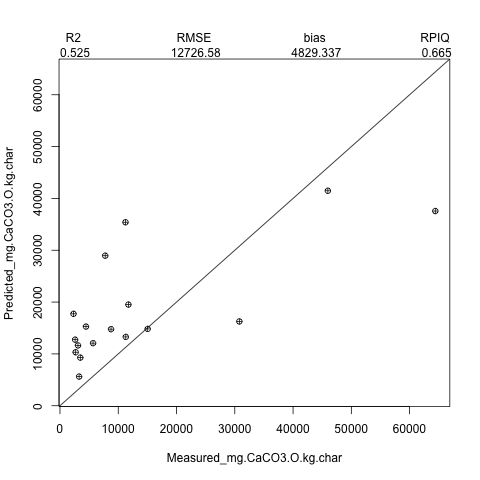 R2 RMSE bias RPIQ
0.525 12726.58 4829.337 0.665
Predicted_mg.CaCO3.O.kg.char
60000
50000
40000
30000
20000
10000
0
0 10000 20000 30000 40000 50000 60000
Measured_mg.CaCO3.O.kg.char